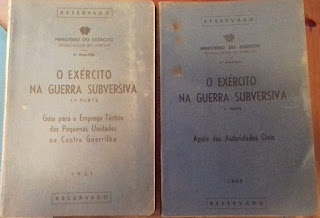 RESERVADO
MINISTÉRIO DO EXÉRCITO
O EXÉRCITO
NA GUERRA SUBVERSIVA
Guia para o Emprego Táctico
das Pequenas Unidades
na Contra Guerrilha
RESERVADO
RESERVADO
MINISTÉRIO DO EXÉRCITO
O EXÉRCITO
NA GUERRA SUBVERSIVA
Apoio das Autoridades Civis
RESERVADO